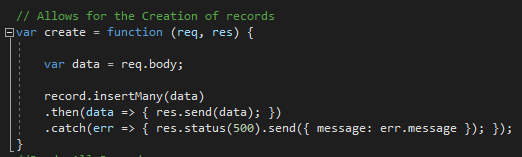 // Allows for the Creation of records
var create = function (req, res) {
var data = req.body;
record.insertMany(data)
.then(data => { res.send(data); })
.catch(err => { res.status(500).send({ message: err.message }); });
}